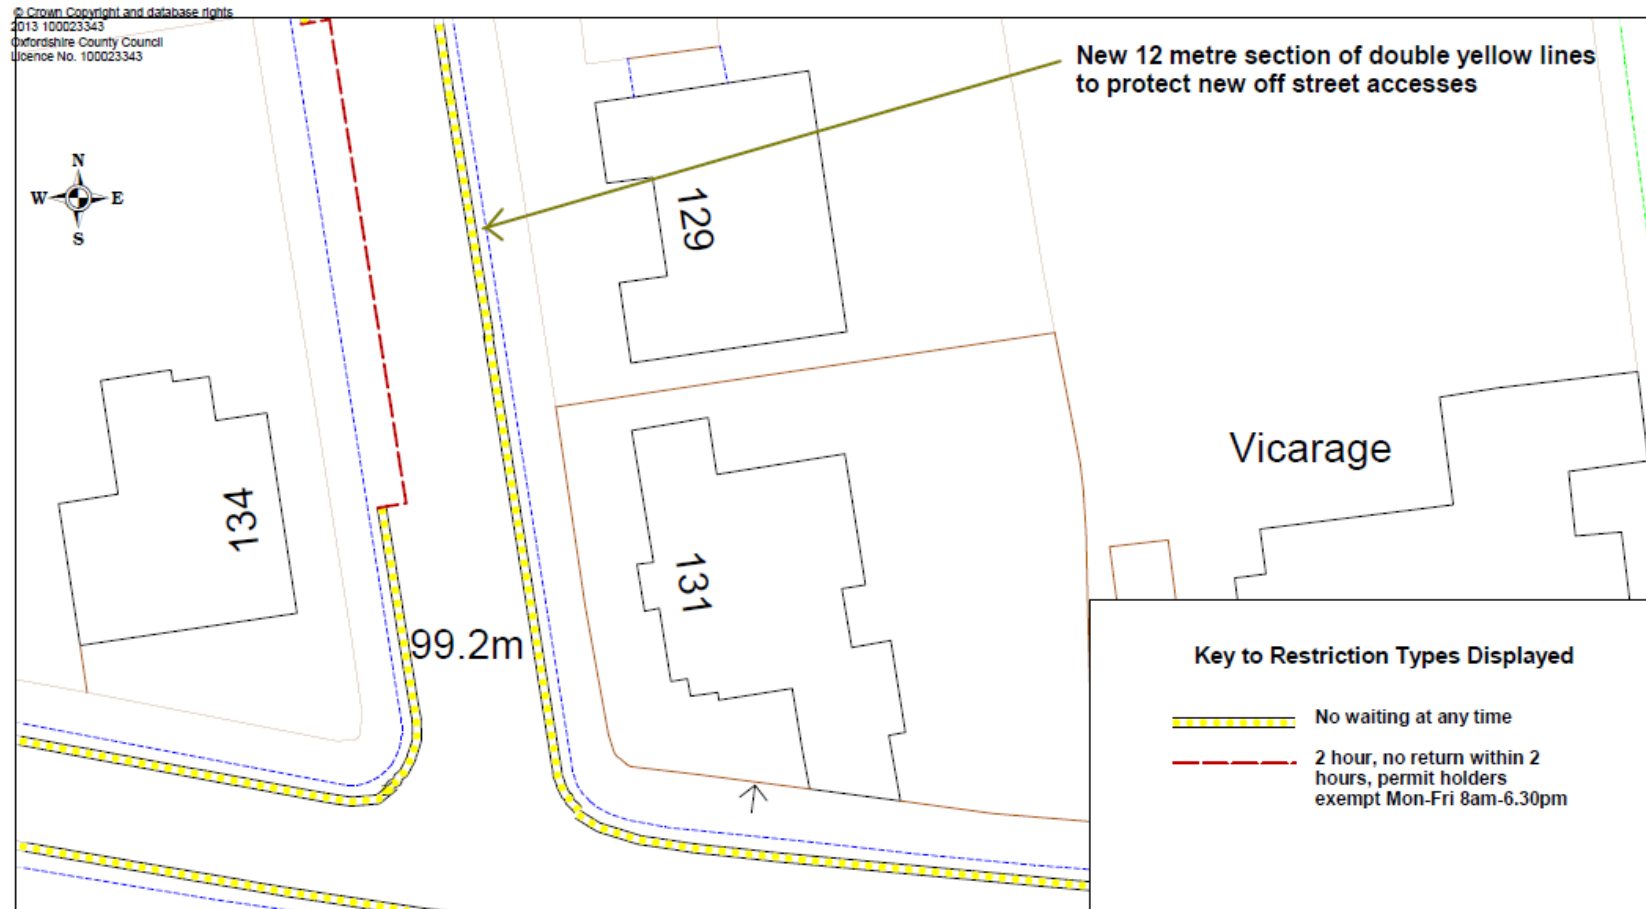 © Crown Copyright and database rights
2013 100023343
Oxfordshire County Council
Licence No. 100023343
New 12 metre section of double yellow lines
to protect new off street accesses
N
W E
S
129
Vicarage
134
131
99.2m
Key to Restriction Types Displayed
No waiting at any time
2 hour, no return within 2
hours, permit holders
exempt Mon-Fri 8am-6.30pm